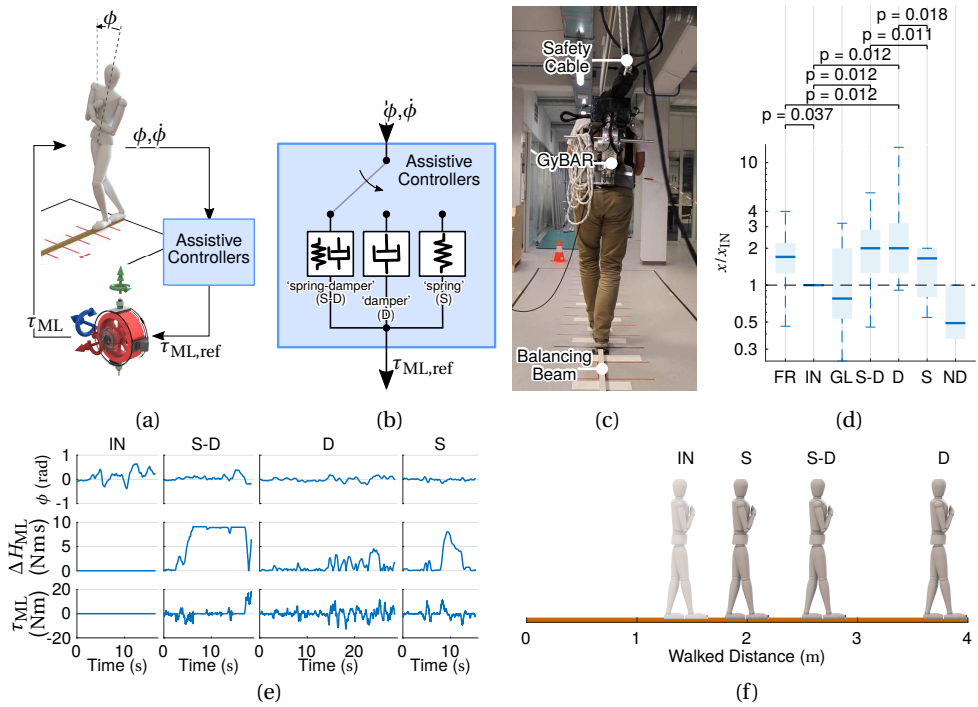 ϕ
ϕ,ϕ̇
Assistive
Controllers
τML
τML,ref
(a)
ϕ,ϕ̇
Assistive
Controllers
'spring-damper'
(S-D)
'damper'
(D)
'spring'
(S)
τML,ref
(b)
Safety
Cable
GyBAR
Balancing
Beam
(c)
p = 0.018
p = 0.011
p = 0.012
p = 0.012
p = 0.012
p = 0.037
x/xIN
10
4
3
2
1
0.5
0.3
FR IN GL S-D D S ND
(d)
IN S-D D S
ϕ (rad)
1
0
-1
ΔHML
(Nms)
10
5
0
τML
(Nm)
20
0
-20
0 10 0 10 0 10 20 0 10
Time (s) Time (s) Time (s) Time (s)
(e)
IN S S-D D
0 1 2 3 4
Walked Distance (m)
(f)